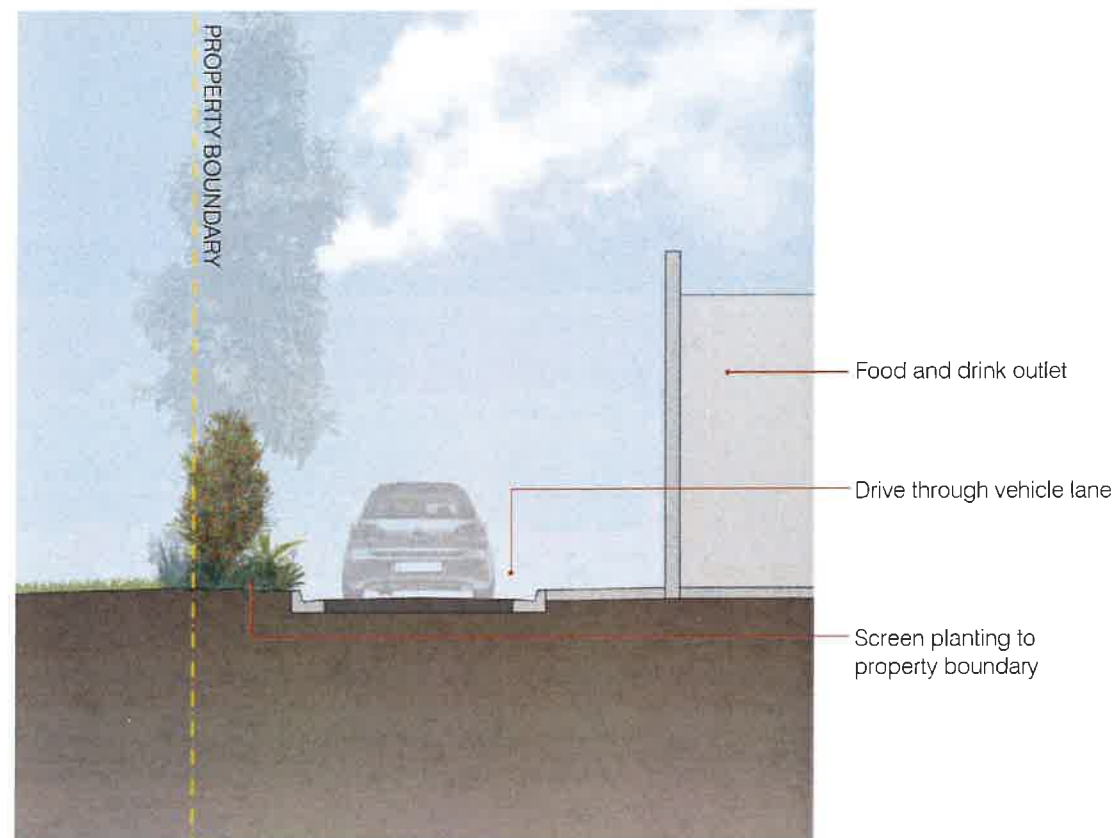 PROPERTY BOUNDARY
Food and drink outlet
Drive through vehicle lane
Screen planting to
property boundary